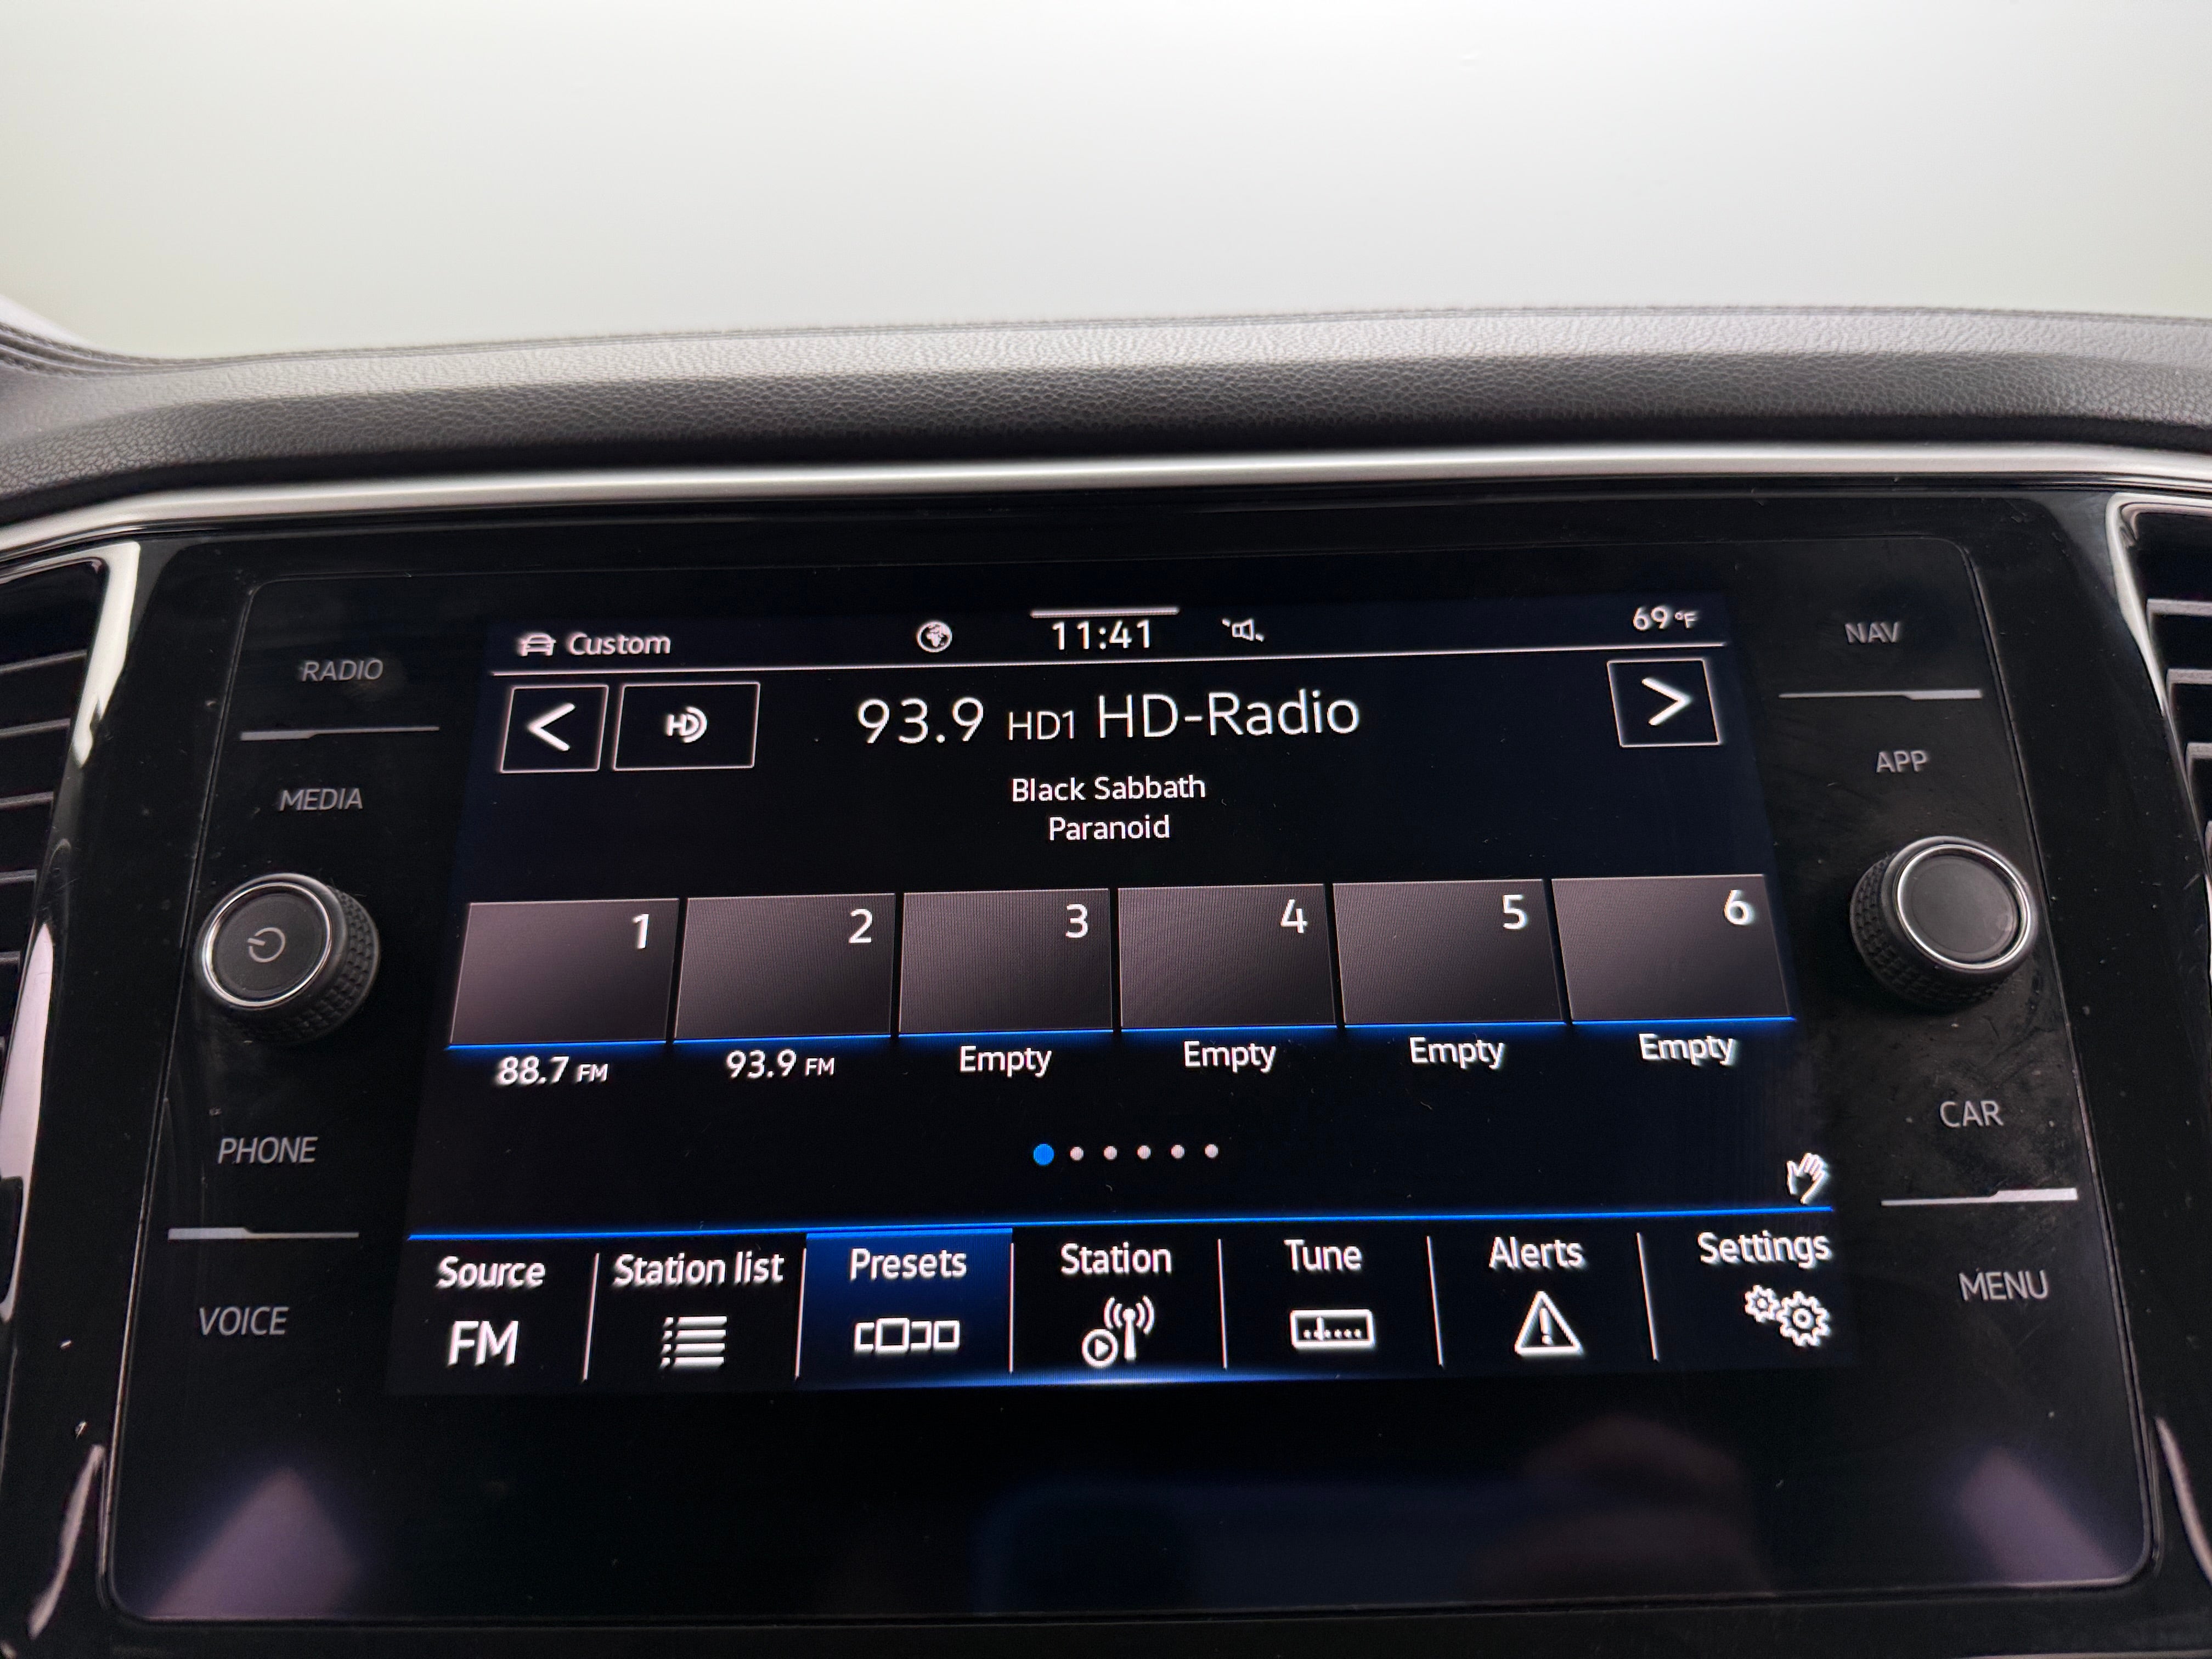 Custom 11:41 69°F
RADIO
NAV
HD
93.9 HD1 HD-Radio
MEDIA
APP
Black Sabbath
Paranoid
1 2 3 4 5 6
88.7 FM 93.9 FM Empty Empty Empty Empty
PHONE
CAR
Source Station list Presets Station Tune Alerts Settings
FM
VOICE
MENU